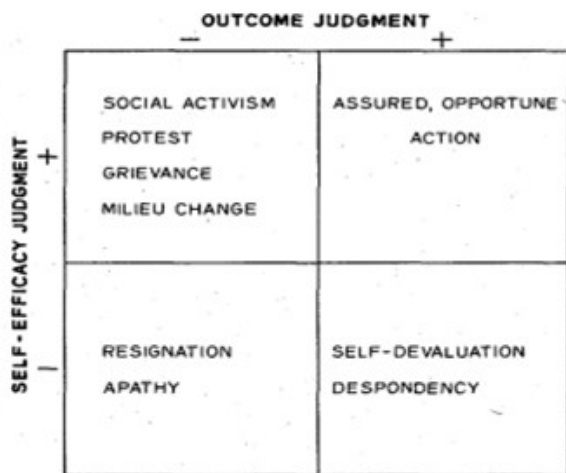 OUTCOME JUDGMENT
− +
SELF-EFFICACY JUDGMENT
+
SOCIAL ACTIVISM
PROTEST
GRIEVANCE
MILIEU CHANGE
ASSURED, OPPORTUNE
ACTION
−
RESIGNATION
APATHY
SELF-DEVALUATION
DESPONDENCY